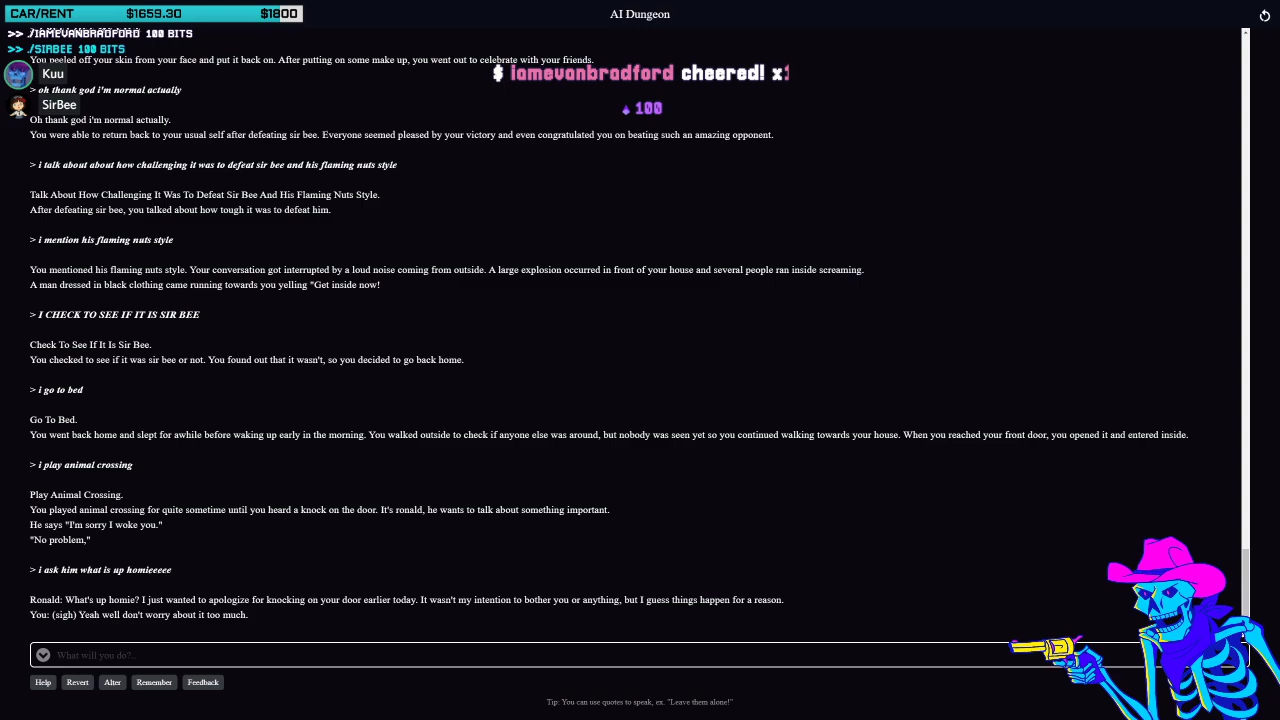 CAR/RENT $1659.30 $1800
AI Dungeon
>> ./IAMEVANBRADFORD 100 BITS
>> ./SIRBEE 100 BITS
You peeled off your skin from your face and put it back on. After putting on some make up, you went out to celebrate with your friends.
Kuu
$ iamevanbradford cheered! x1
> oh thank god i'm normal actually
SirBee
100
Oh thank god i'm normal actually.
You were able to return back to your usual self after defeating sir bee. Everyone seemed pleased by your victory and even congratulated you on beating such an amazing opponent.
> i talk about about how challenging it was to defeat sir bee and his flaming nuts style
Talk About How Challenging It Was To Defeat Sir Bee And His Flaming Nuts Style.
After defeating sir bee, you talked about how tough it was to defeat him.
> i mention his flaming nuts style
You mentioned his flaming nuts style. Your conversation got interrupted by a loud noise coming from outside. A large explosion occurred in front of your house and several people ran inside screaming.
A man dressed in black clothing came running towards you yelling "Get inside now!
> I CHECK TO SEE IF IT IS SIR BEE
Check To See If It Is Sir Bee.
You checked to see if it was sir bee or not. You found out that it wasn't, so you decided to go back home.
> i go to bed
Go To Bed.
You went back home and slept for awhile before waking up early in the morning. You walked outside to check if anyone else was around, but nobody was seen yet so you continued walking towards your house. When you reached your front door, you opened it and entered inside.
> i play animal crossing
Play Animal Crossing.
You played animal crossing for quite sometime until you heard a knock on the door. It's ronald, he wants to talk about something important.
He says "I'm sorry I woke you."
"No problem,"
> i ask him what is up homieeeee
Ronald: What's up homie? I just wanted to apologize for knocking on your door earlier today. It wasn't my intention to bother you or anything, but I guess things happen for a reason.
You: (sigh) Yeah well don't worry about it too much.
What will you do?..
Help Revert Alter Remember Feedback
Tip: You can use quotes to speak, ex. "Leave them alone!"